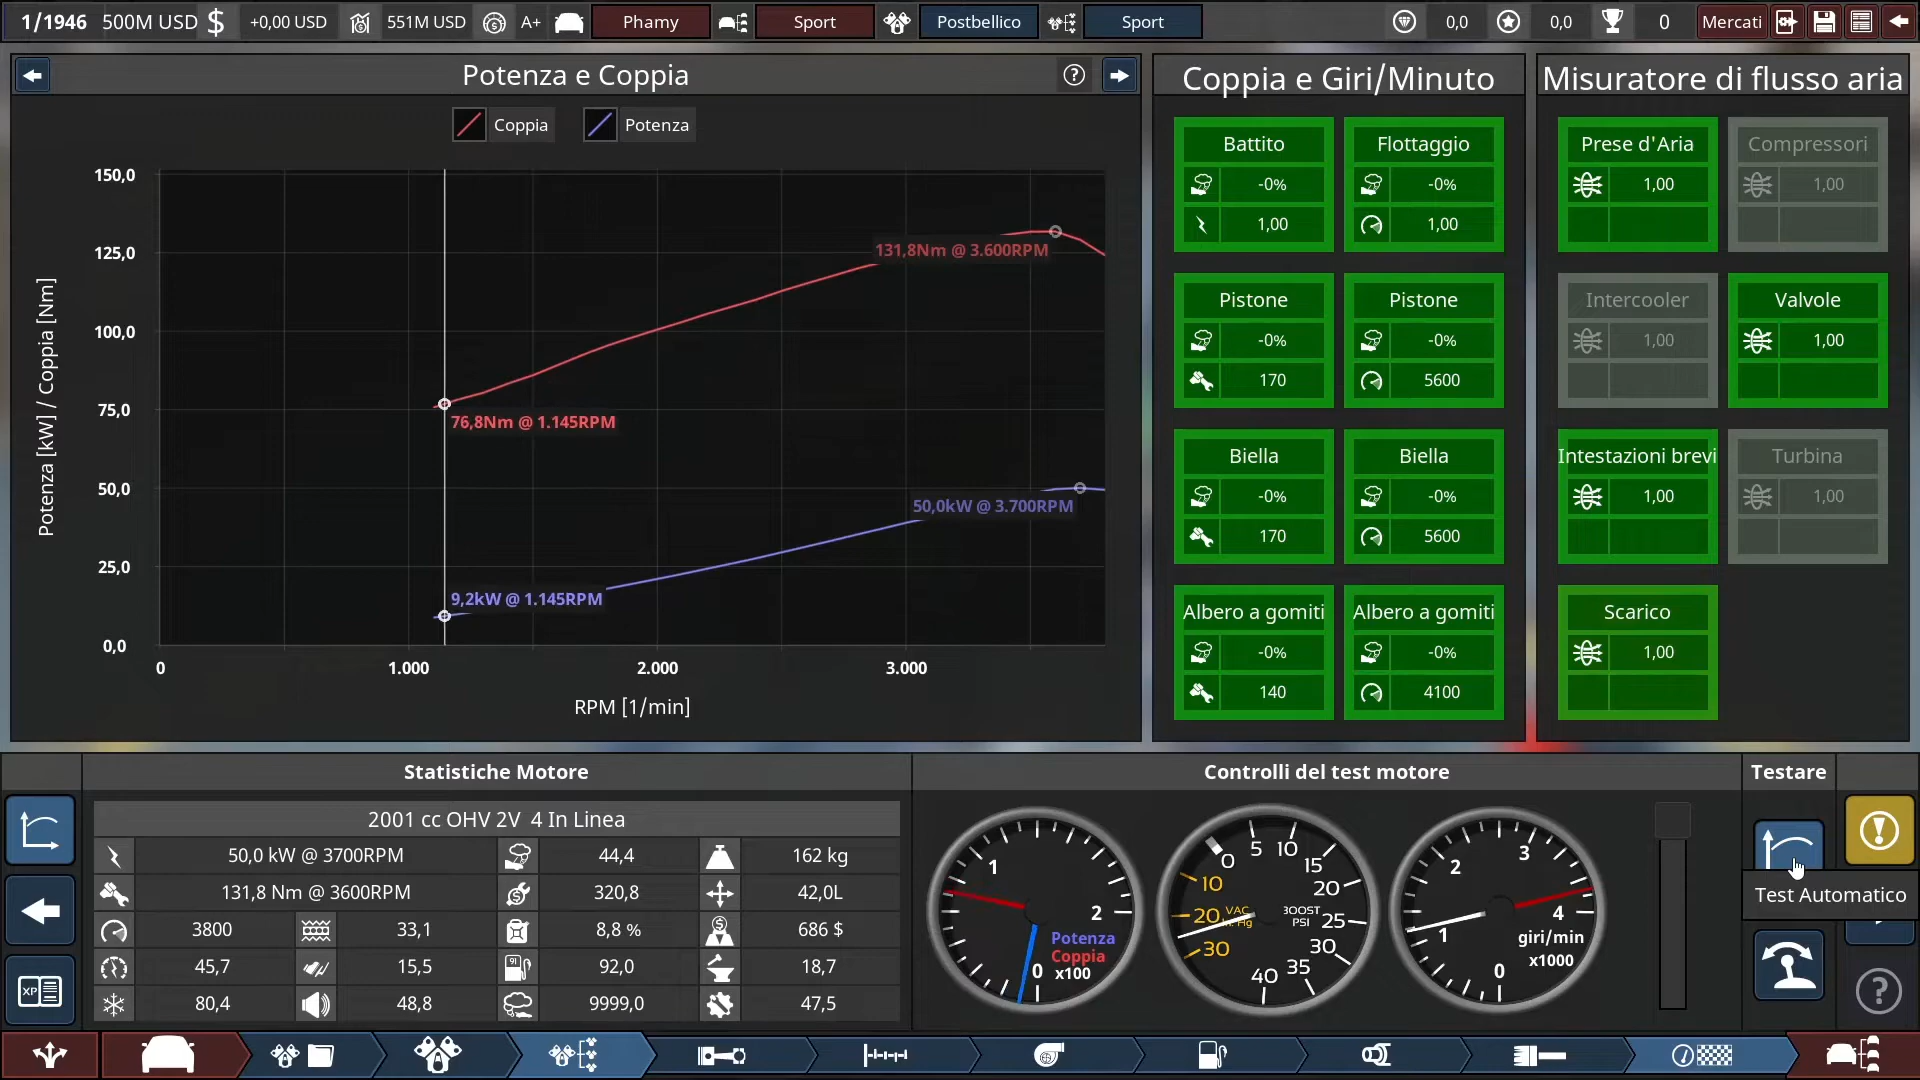 1/1946 500M USD $ +0,00 USD 551M USD A+ Phamy Sport Postbellico Sport 0,0 0,0 0 Mercati
Potenza e Coppia
?
Coppia Potenza
150,0
125,0
100,0
75,0
50,0
25,0
0,0
Potenza [kW] / Coppia [Nm]
131,8Nm @ 3.600RPM
76,8Nm @ 1.145RPM
50,0kW @ 3.700RPM
9,2kW @ 1.145RPM
0 1.000 2.000 3.000
RPM [1/min]
Coppia e Giri/Minuto
Battito Flottaggio
-0% -0%
1,00 1,00
Pistone Pistone
-0% -0%
170 5600
Biella Biella
-0% -0%
170 5600
Albero a gomiti Albero a gomiti
-0% -0%
140 4100
Misuratore di flusso aria
Prese d'Aria Compressori
1,00 1,00
Intercooler Valvole
1,00 1,00
Intestazioni brevi Turbina
1,00 1,00
Scarico
1,00
Statistiche Motore
2001 cc OHV 2V 4 In Linea
50,0 kW @ 3700RPM 44,4 162 kg
131,8 Nm @ 3600RPM 320,8 42,0L
3800 33,1 8,8 % 686 $
45,7 15,5 92,0 18,7
80,4 48,8 9999,0 47,5
XP
Controlli del test motore
0 1 2
Potenza
Coppia
x100
0 5 10 15 20 25 30 35 40
10 20 30
VAC
In. Hg
BOOST
PSI
0 1 2 3 4
giri/min
x1000
Testare
Test Automatico
?